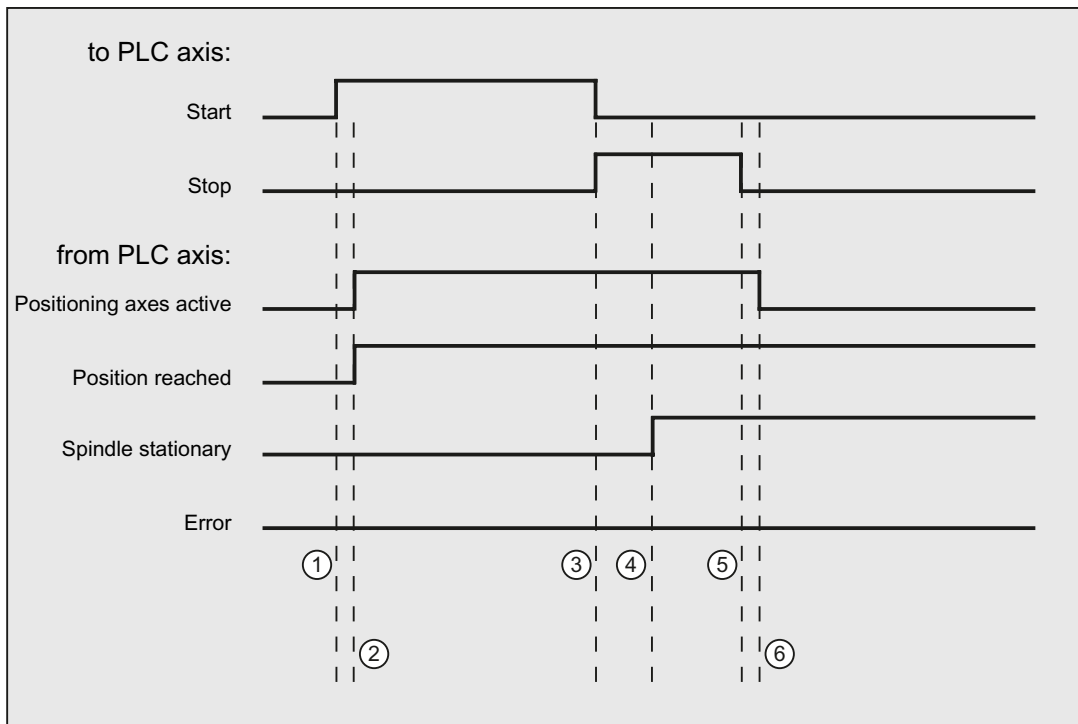 to PLC axis:
Start
Stop
from PLC axis:
Positioning axes active
Position reached
Spindle stationary
Error
1 3 4 5
2 6